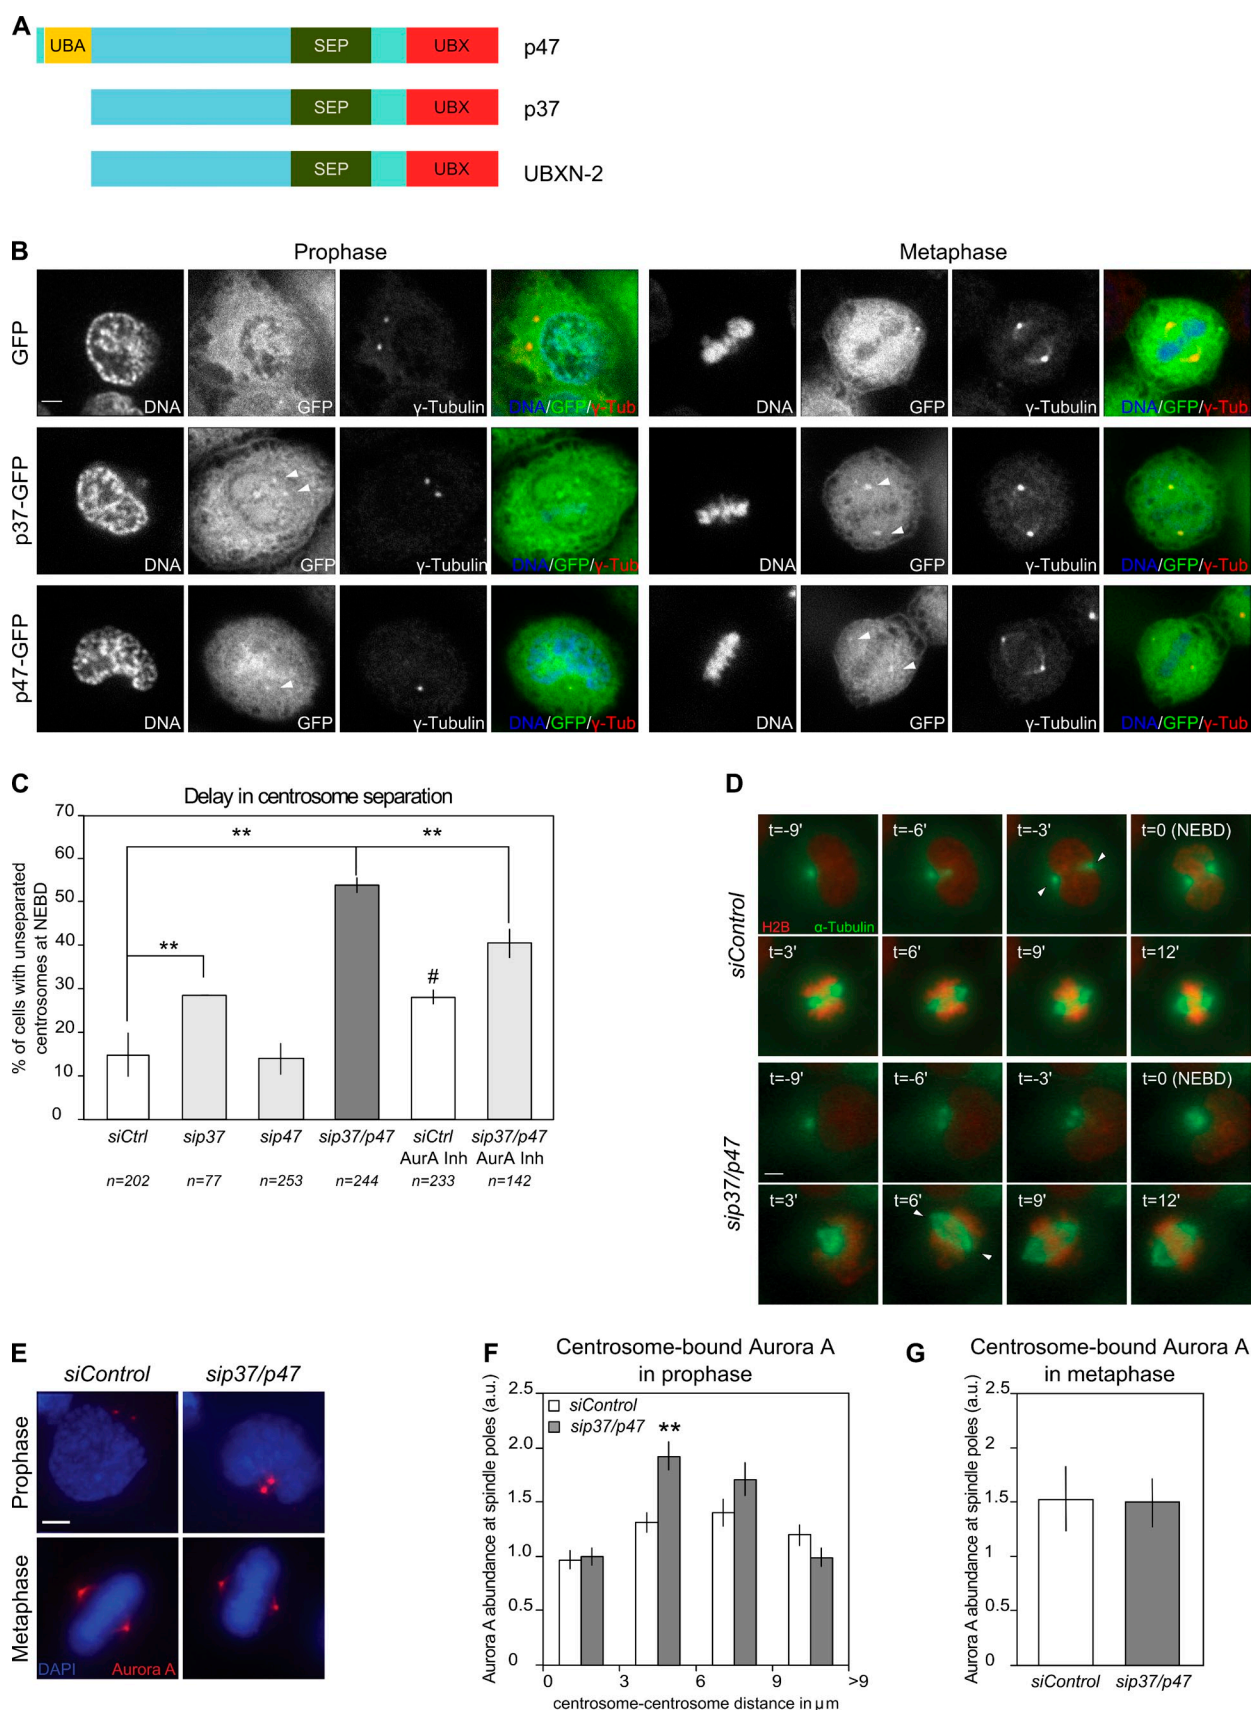 A
UBA SEP UBX p47
SEP UBX p37
SEP UBX UBXN-2
B
Prophase Metaphase
GFP
DNA GFP γ-Tubulin DNA/GFP/γ-Tub DNA GFP γ-Tubulin DNA/GFP/γ-Tub
p37-GFP
DNA GFP γ-Tubulin DNA/GFP/γ-Tub DNA GFP γ-Tubulin DNA/GFP/γ-Tub
p47-GFP
DNA GFP γ-Tubulin DNA/GFP/γ-Tub DNA GFP γ-Tubulin DNA/GFP/γ-Tub
C
Delay in centrosome separation
% of cells with unseparated
centrosomes at NEBD
70
60
50
40
30
20
10
0
** **
**
#
siCtrl sip37 sip47 sip37/p47 siCtrl sip37/p47
AurA Inh AurA Inh
n=202 n=77 n=253 n=244 n=233 n=142
D
siControl
t=-9' t=-6' t=-3' t=0 (NEBD)
H2B α-Tubulin
t=3' t=6' t=9' t=12'
sip37/p47
t=-9' t=-6' t=-3' t=0 (NEBD)
t=3' t=6' t=9' t=12'
E
siControl sip37/p47
Prophase
Metaphase
DAPI Aurora A
F
Centrosome-bound Aurora A
in prophase
Aurora A abundance at spindle poles (a.u.)
2.5
2.0
1.5
1.0
0.5
0
siControl
sip37/p47
**
0 3 6 9 >9
centrosome-centrosome distance in µm
G
Centrosome-bound Aurora A
in metaphase
Aurora A abundance at spindle poles (a.u.)
2.5
2
1.5
1
0.5
0
siControl sip37/p47